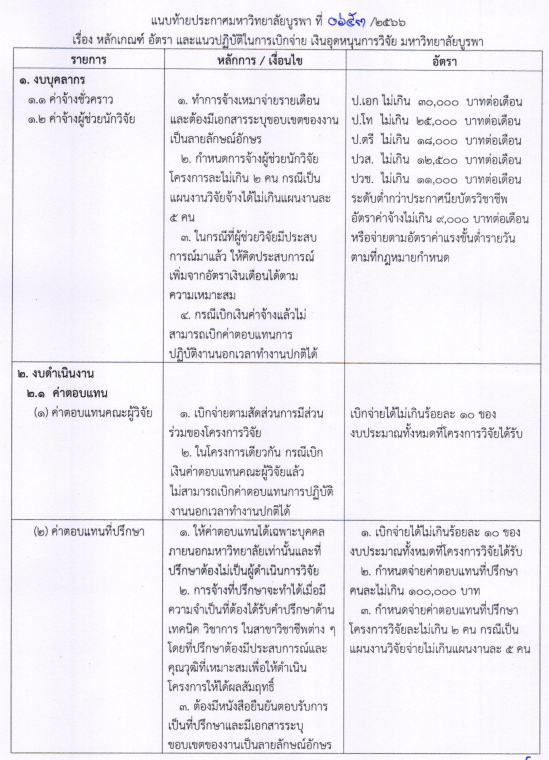 แนบท้ายประกาศมหาวิทยาลัยบูรพา ที่ ๐๖๕๓ /๒๕๖๖
เรื่อง หลักเกณฑ์ อัตรา และแนวปฏิบัติในการเบิกจ่าย เงินอุดหนุนการวิจัย มหาวิทยาลัยบูรพา
รายการ
หลักการ / เงื่อนไข
อัตรา
๑. งบบุคลากร
๑.๑ ค่าจ้างชั่วคราว
๑.๒ ค่าจ้างผู้ช่วยนักวิจัย
๑. ทำการจ้างเหมาจ่ายรายเดือน
และต้องมีเอกสารระบุขอบเขตของงาน
เป็นลายลักษณ์อักษร
๒. กำหนดการจ้างผู้ช่วยนักวิจัย
โครงการละไม่เกิน ๒ คน กรณีเป็น
แผนงานวิจัยจ้างได้ไม่เกินแผนงานละ
๕ คน
๓. ในกรณีที่ผู้ช่วยวิจัยมีประสบ
การณ์มาแล้ว ให้คิดประสบการณ์
เพิ่มจากอัตราเงินเดือนได้ตาม
ความเหมาะสม
๔. กรณีเบิกเงินค่าจ้างแล้วไม่
สามารถเบิกค่าตอบแทนการ
ปฏิบัติงานนอกเวลาทำงานปกติได้
ป.เอก ไม่เกิน ๓๐,๐๐๐ บาทต่อเดือน
ป.โท ไม่เกิน ๒๕,๐๐๐ บาทต่อเดือน
ป.ตรี ไม่เกิน ๑๘,๐๐๐ บาทต่อเดือน
ปวส. ไม่เกิน ๑๒,๕๐๐ บาทต่อเดือน
ปวช. ไม่เกิน ๑๑,๐๐๐ บาทต่อเดือน
ระดับต่ำกว่าประกาศนียบัตรวิชาชีพ
อัตราค่าจ้างไม่เกิน ๙,๐๐๐ บาทต่อเดือน
หรือจ่ายตามอัตราค่าแรงขั้นต่ำรายวัน
ตามที่กฎหมายกำหนด
๒. งบดำเนินงาน
๒.๑ ค่าตอบแทน
(๑) ค่าตอบแทนคณะผู้วิจัย
๑. เบิกจ่ายตามสัดส่วนการมีส่วน
ร่วมของโครงการวิจัย
๒. ในโครงการเดียวกัน กรณีเบิก
เงินค่าตอบแทนคณะผู้วิจัยแล้ว
ไม่สามารถเบิกค่าตอบแทนการปฏิบัติ
งานนอกเวลาทำงานปกติได้
เบิกจ่ายได้ไม่เกินร้อยละ ๑๐ ของ
งบประมาณทั้งหมดที่โครงการวิจัยได้รับ
(๒) ค่าตอบแทนที่ปรึกษา
๑. ให้ค่าตอบแทนได้เฉพาะบุคคล
ภายนอกมหาวิทยาลัยเท่านั้นและที่
ปรึกษาต้องไม่เป็นผู้ดำเนินการวิจัย
๒. การจ้างที่ปรึกษาจะทำได้เมื่อมี
ความจำเป็นที่ต้องได้รับคำปรึกษาด้าน
เทคนิค วิชาการ ในสาขาวิชาชีพต่าง ๆ
โดยที่ปรึกษาต้องมีประสบการณ์และ
คุณวุฒิที่เหมาะสมเพื่อให้ดำเนิน
โครงการให้ได้ผลสัมฤทธิ์
๓. ต้องมีหนังสือยืนยันตอบรับการ
เป็นที่ปรึกษาและมีเอกสารระบุ
ขอบเขตของงานเป็นลายลักษณ์อักษร
๑. เบิกจ่ายได้ไม่เกินร้อยละ ๑๐ ของ
งบประมาณทั้งหมดที่โครงการวิจัยได้รับ
๒. กำหนดจ่ายค่าตอบแทนที่ปรึกษา
คนละไม่เกิน ๑๐๐,๐๐๐ บาท
๓. กำหนดจ่ายค่าตอบแทนที่ปรึกษา
โครงการวิจัยละไม่เกิน ๒ คน กรณีเป็น
แผนงานวิจัยจ่ายไม่เกินแผนงานละ ๕ คน